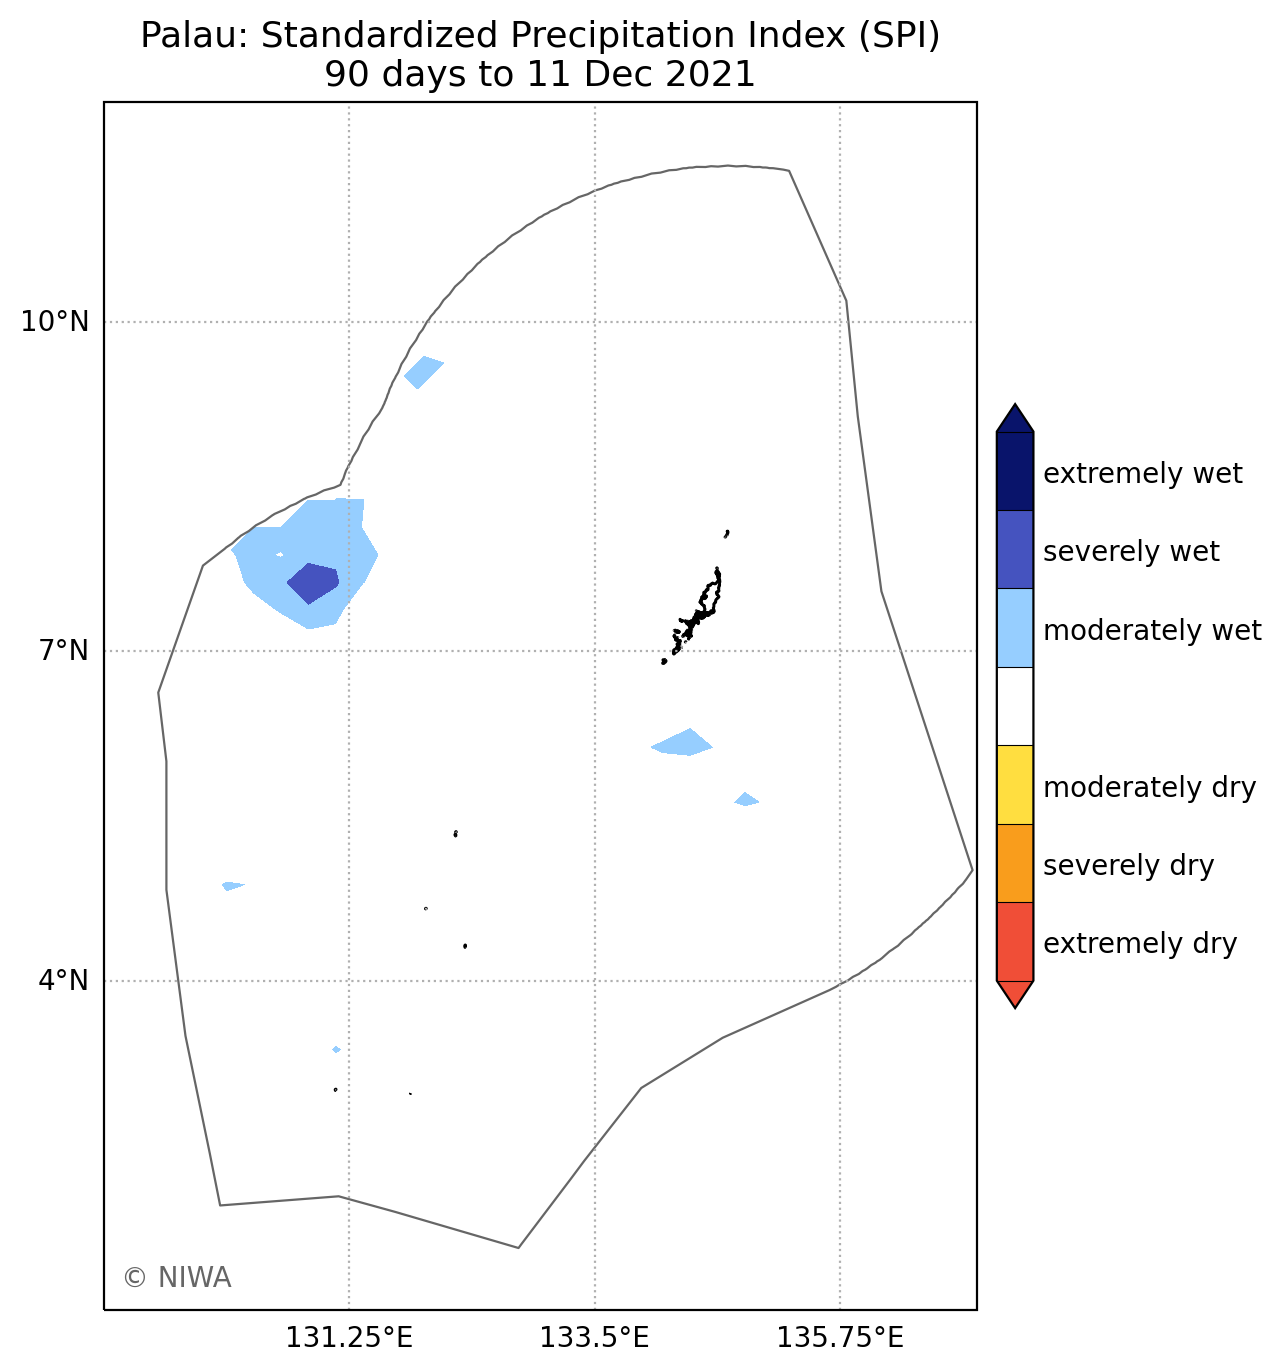 Palau: Standardized Precipitation Index (SPI)
90 days to 11 Dec 2021
10°N
7°N
4°N
131.25°E
133.5°E
135.75°E
extremely wet
severely wet
moderately wet
moderately dry
severely dry
extremely dry
© NIWA